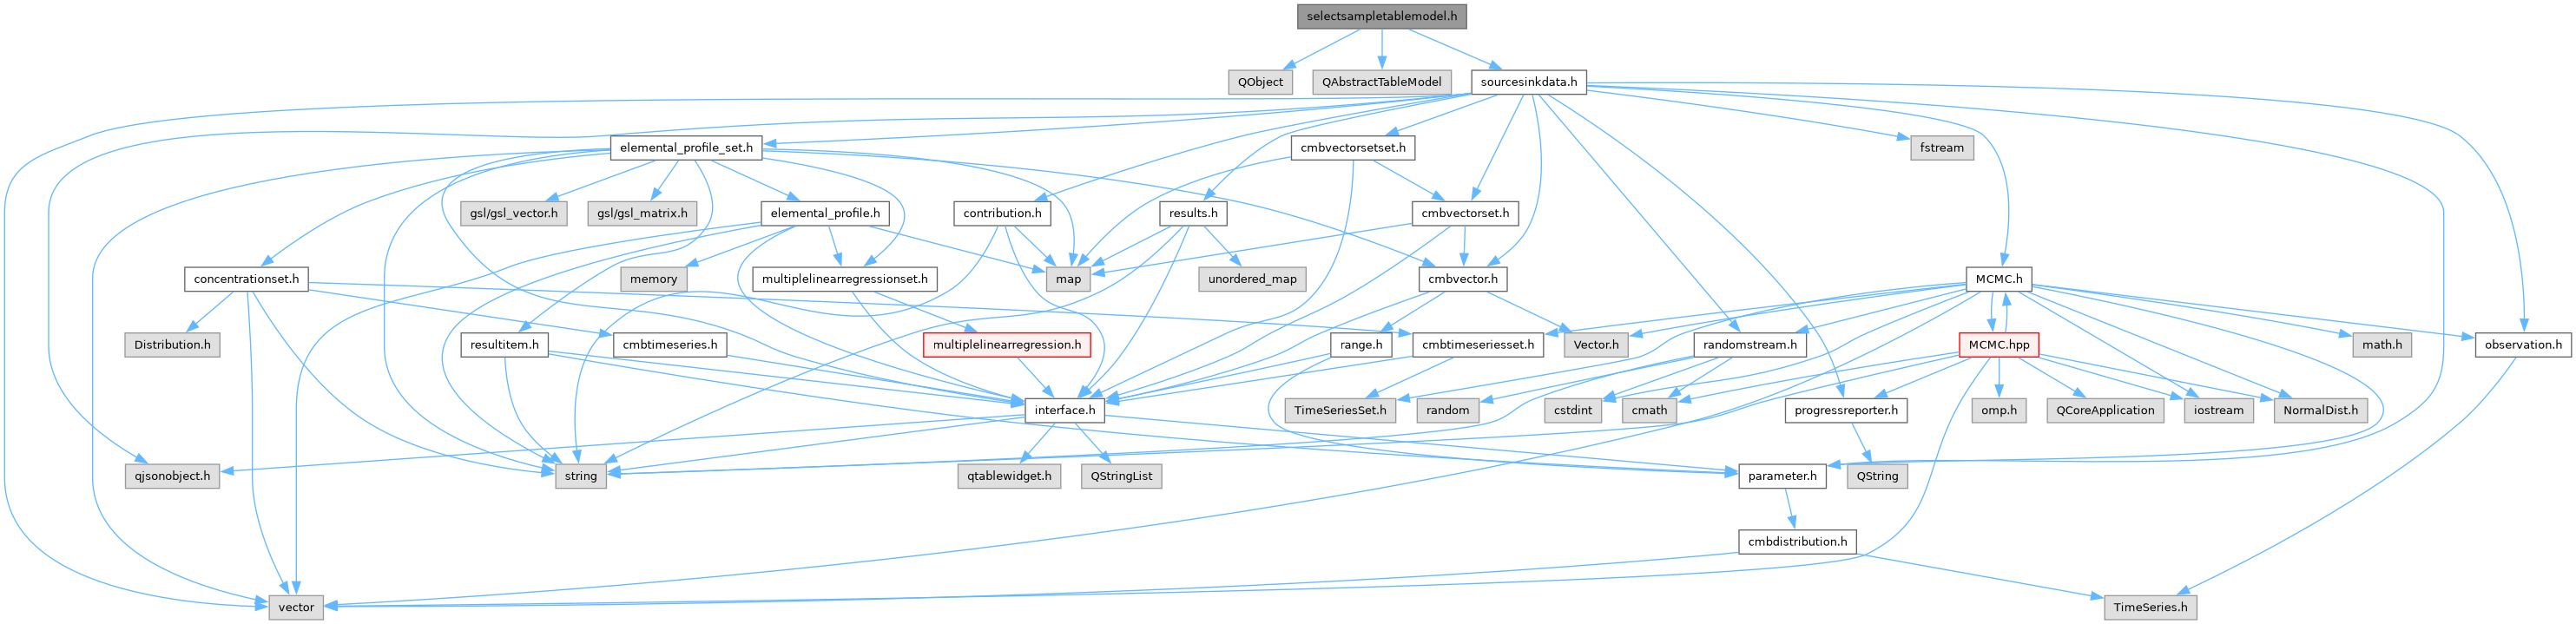 selectsampletablemodel.h
QObject
QAbstractTableModel
sourcesinkdata.h
elemental_profile_set.h
cmbvectorsetset.h
fstream
gsl/gsl_vector.h
gsl/gsl_matrix.h
elemental_profile.h
contribution.h
results.h
cmbvectorset.h
concentrationset.h
memory
multiplelinearregressionset.h
map
unordered_map
cmbvector.h
MCMC.h
Distribution.h
resultitem.h
cmbtimeseries.h
multiplelinearregression.h
range.h
cmbtimeseriesset.h
Vector.h
randomstream.h
MCMC.hpp
math.h
observation.h
interface.h
TimeSeriesSet.h
random
cstdint
cmath
progressreporter.h
omp.h
QCoreApplication
iostream
NormalDist.h
qjsonobject.h
string
qtablewidget.h
QStringList
parameter.h
QString
cmbdistribution.h
vector
TimeSeries.h